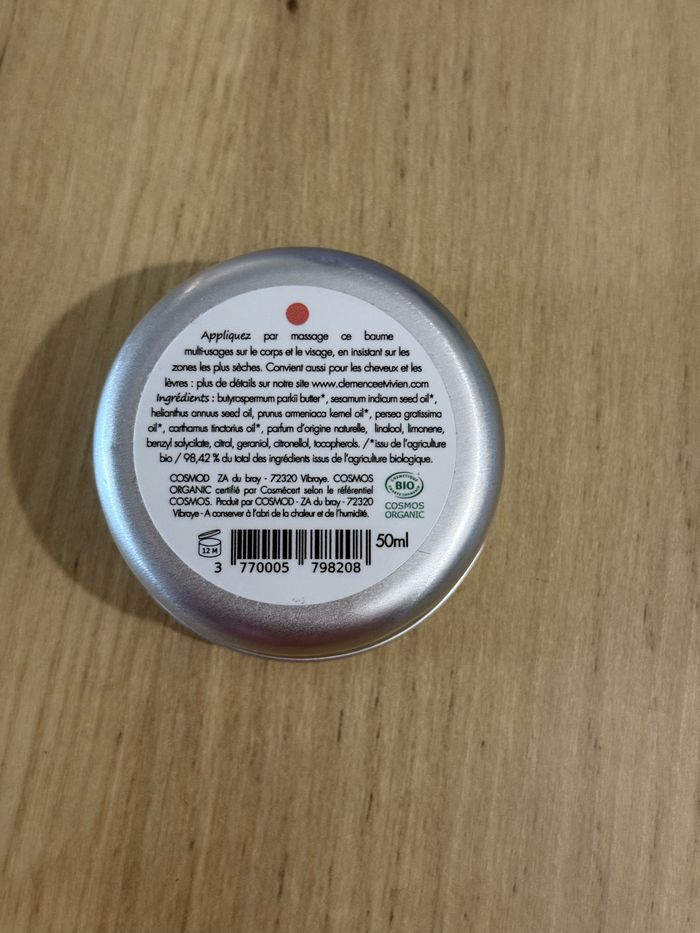 Appliquez par massage ce baume
multi-usages sur le corps et le visage, en insistant sur les
zones les plus sèches. Convient aussi pour les cheveux et les
lèvres : plus de détails sur notre site www.clemenceetvivien.com
Ingrédients : butyrospermum parkii butter*, sesamum indicum seed oil*,
helianthus annuus seed oil, prunus armeniaca kernel oil*, persea gratissima
oil*, carthamus tinctorius oil*, parfum d'origine naturelle, linalool, limonene,
benzyl salycilate, citral, geraniol, citronellol, tocopherols. /*issu de l'agriculture
bio / 98,42 % du total des ingrédients issus de l'agriculture biologique.
COSMOD ZA du bray - 72320 Vibraye. COSMOS
ORGANIC certifié par Cosmécert selon le référentiel
COSMOS. Produit par COSMOD - ZA du bray - 72320
Vibraye - A conserver à l'abri de la chaleur et de l'humidité.
COSMÉTIQUE
BIO
COSMOS
ORGANIC
12 M
50ml
3 770005 798208